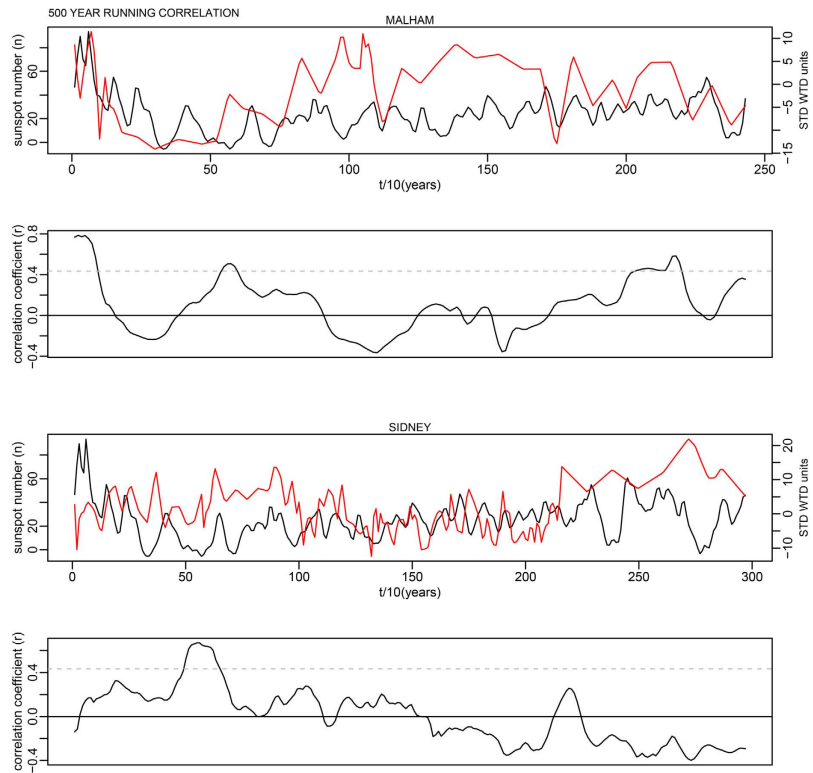 500 YEAR RUNNING CORRELATION
MALHAM
sunspot number (n)
0 20 60
STD WTD units
-15 -5 0 5 10
0 50 100 150 200 250
t/10(years)
correlation coefficient (r)
-0.4 0.0 0.4 0.8
SIDNEY
sunspot number (n)
0 20 60
STD WTD units
-10 0 5 10 20
0 50 100 150 200 250 300
t/10(years)
correlation coefficient (r)
-0.4 0.0 0.4